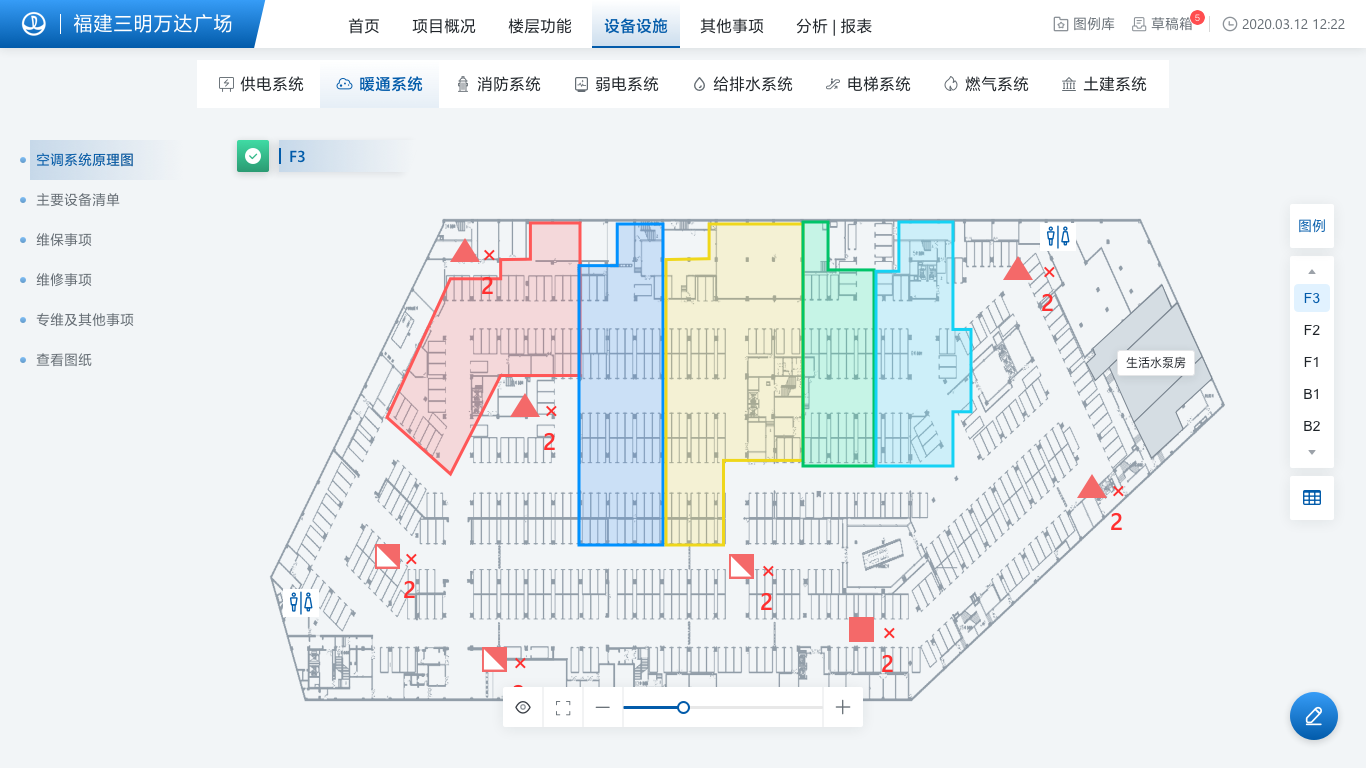 福建三明万达广场
首页 项目概况 楼层功能 设备设施 其他事项 分析 | 报表
图例库 草稿箱 5 2020.03.12 12:22
供电系统 暖通系统 消防系统 弱电系统 给排水系统 电梯系统 燃气系统 土建系统
空调系统原理图
主要设备清单
维保事项
维修事项
专维及其他事项
查看图纸
F3
图例
F3
F2
F1
B1
B2
生活水泵房
× 2
× 2
× 2
× 2
× 2
× 2
× 2
×